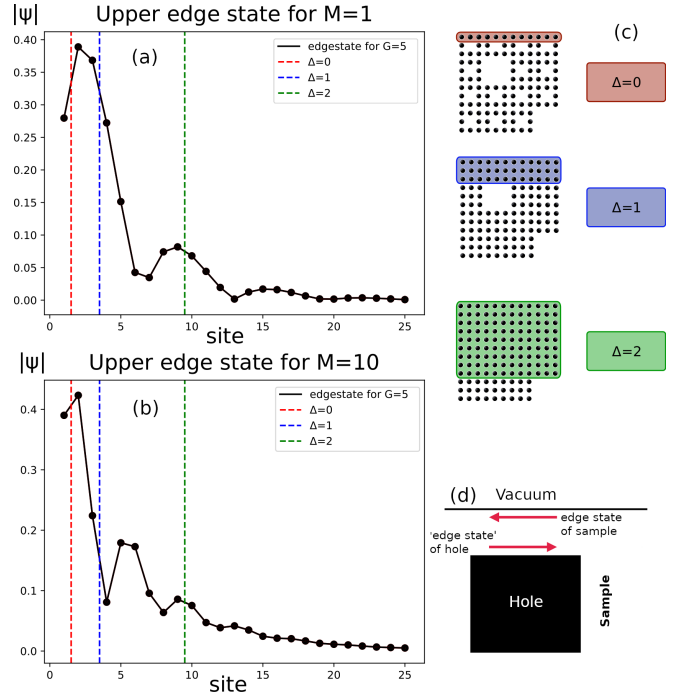 |ψ| Upper edge state for M=1
(a)
edgestate for G=5
Δ=0
Δ=1
Δ=2
0.40
0.35
0.30
0.25
0.20
0.15
0.10
0.05
0.00
0 5 10 15 20 25
site
(c)
Δ=0
Δ=1
Δ=2
|ψ| Upper edge state for M=10
(b)
edgestate for G=5
Δ=0
Δ=1
Δ=2
0.4
0.3
0.2
0.1
0.0
0 5 10 15 20 25
site
(d) Vacuum
edge state
of sample
'edge state'
of hole
Hole
Sample